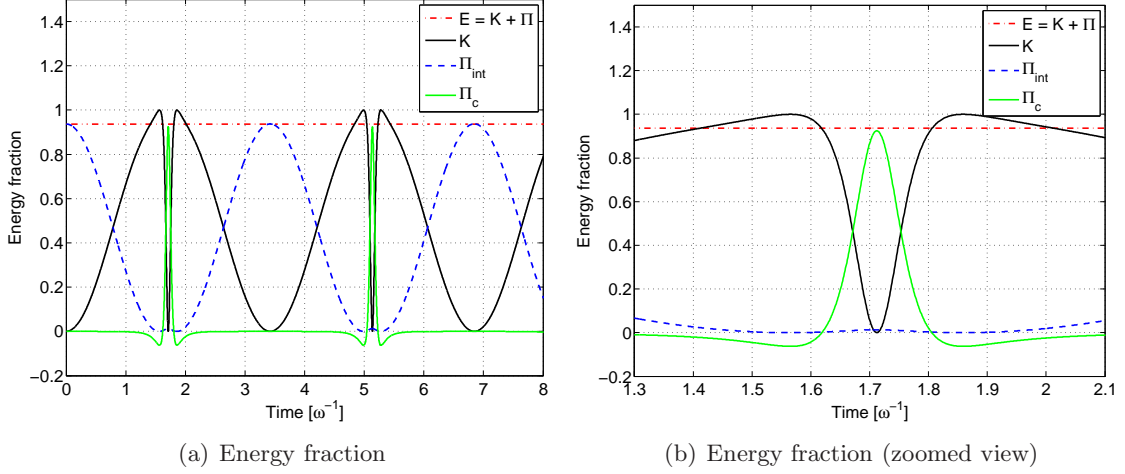 1.4
1.2
1
0.8
0.6
0.4
0.2
0
−0.2
Energy fraction
0 1 2 3 4 5 6 7 8
Time [ω⁻¹]
E = K + Π
K
Π_int
Π_c
(a) Energy fraction
1.4
1.2
1
0.8
0.6
0.4
0.2
0
−0.2
Energy fraction
1.3 1.4 1.5 1.6 1.7 1.8 1.9 2 2.1
Time [ω⁻¹]
E = K + Π
K
Π_int
Π_c
(b) Energy fraction (zoomed view)